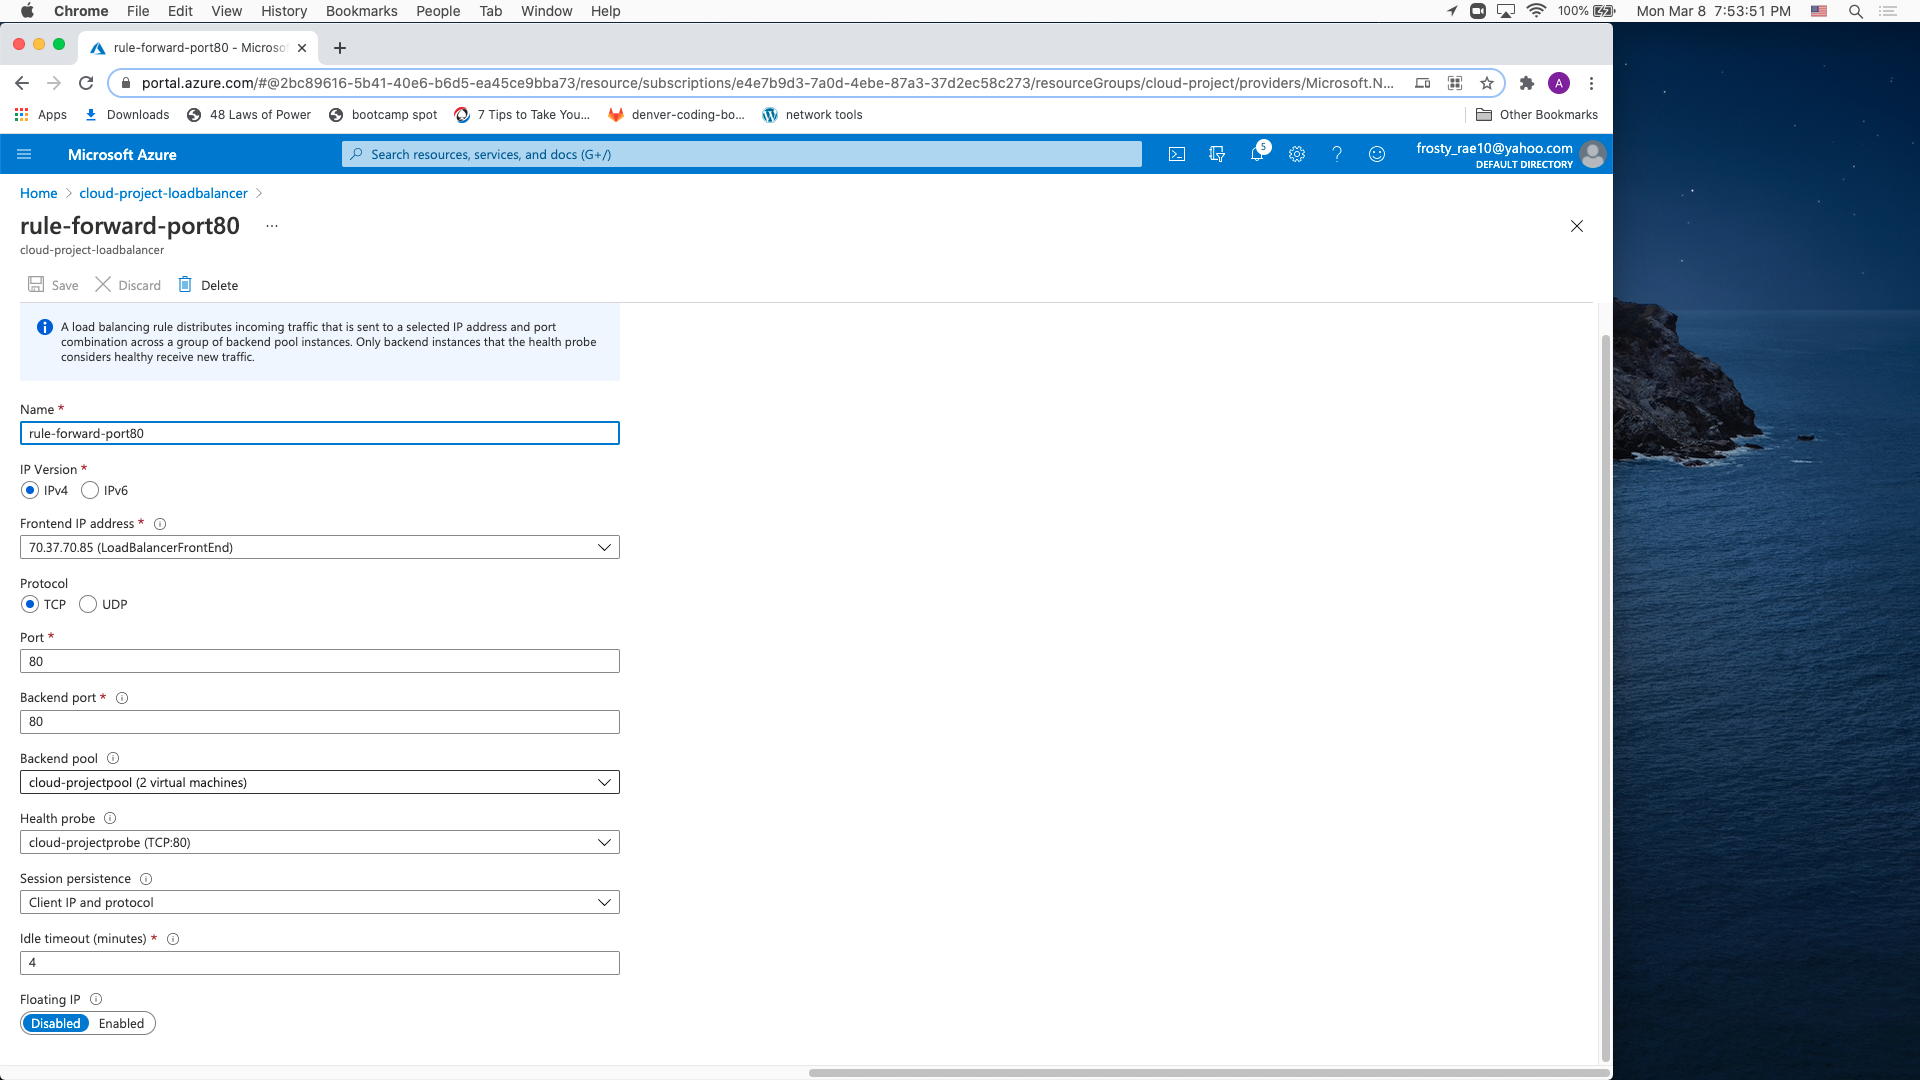 Chrome File Edit View History Bookmarks People Tab Window Help 100% Mon Mar 8 7:53:51 PM
rule-forward-port80 - Microso
portal.azure.com/#@2bc89616-5b41-40e6-b6d5-ea45ce9bba73/resource/subscriptions/e4e7b9d3-7a0d-4ebe-87a3-37d2ec58c273/resourceGroups/cloud-project/providers/Microsoft.N... A
Apps Downloads 48 Laws of Power bootcamp spot 7 Tips to Take You... denver-coding-bo... network tools Other Bookmarks
Microsoft Azure Search resources, services, and docs (G+/) 5 frosty_rae10@yahoo.com
DEFAULT DIRECTORY
Home > cloud-project-loadbalancer >
rule-forward-port80 ...
cloud-project-loadbalancer
Save Discard Delete
A load balancing rule distributes incoming traffic that is sent to a selected IP address and port
combination across a group of backend pool instances. Only backend instances that the health probe
considers healthy receive new traffic.
Name *
rule-forward-port80
IP Version *
IPv4 IPv6
Frontend IP address *
70.37.70.85 (LoadBalancerFrontEnd)
Protocol
TCP UDP
Port *
80
Backend port *
80
Backend pool
cloud-projectpool (2 virtual machines)
Health probe
cloud-projectprobe (TCP:80)
Session persistence
Client IP and protocol
Idle timeout (minutes) *
4
Floating IP
Disabled Enabled